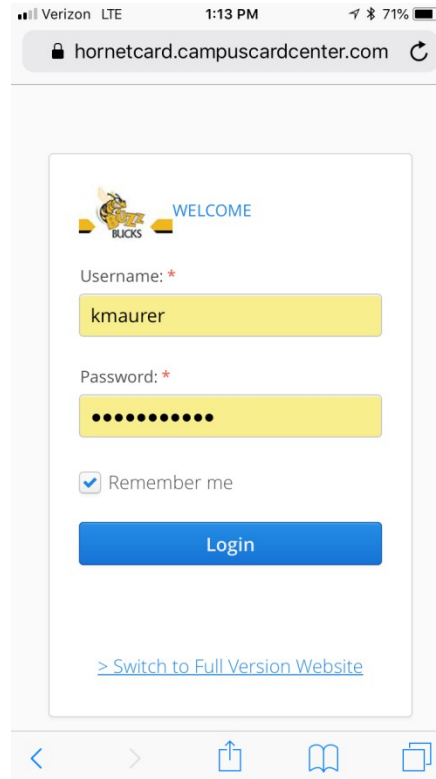 Verizon LTE 1:13 PM 71%
hornetcard.campuscardcenter.com
BUZZ
BUCKS
WELCOME
Username: *
kmaurer
Password: *
•••••••••••
Remember me
Login
> Switch to Full Version Website